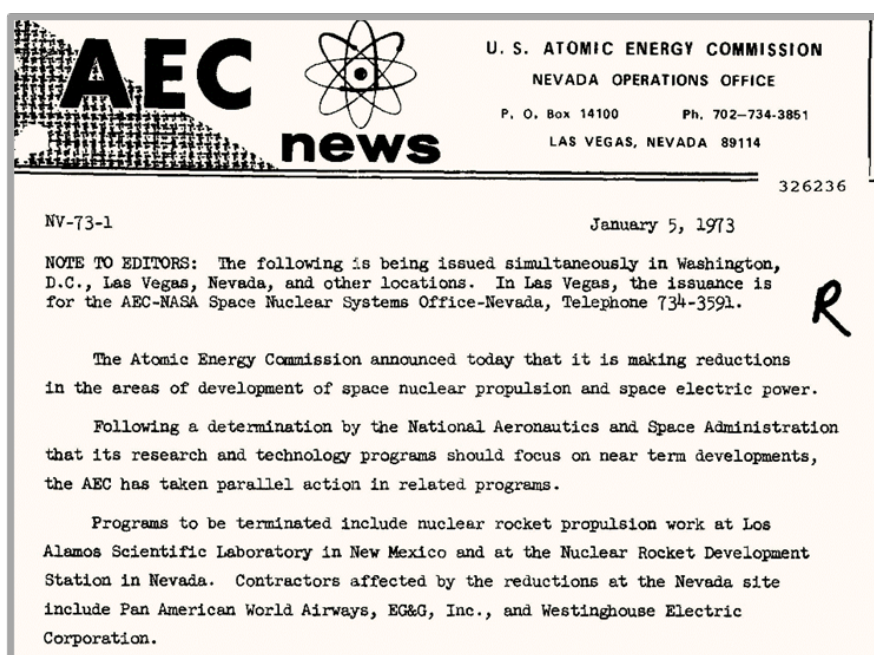 AEC
news
U. S. ATOMIC ENERGY COMMISSION
NEVADA OPERATIONS OFFICE
P. O. Box 14100 Ph. 702-734-3851
LAS VEGAS, NEVADA 89114
326236
NV-73-1 January 5, 1973
NOTE TO EDITORS: The following is being issued simultaneously in Washington,
D.C., Las Vegas, Nevada, and other locations. In Las Vegas, the issuance is
for the AEC-NASA Space Nuclear Systems Office-Nevada, Telephone 734-3591.
R
The Atomic Energy Commission announced today that it is making reductions
in the areas of development of space nuclear propulsion and space electric power.
Following a determination by the National Aeronautics and Space Administration
that its research and technology programs should focus on near term developments,
the AEC has taken parallel action in related programs.
Programs to be terminated include nuclear rocket propulsion work at Los
Alamos Scientific Laboratory in New Mexico and at the Nuclear Rocket Development
Station in Nevada. Contractors affected by the reductions at the Nevada site
include Pan American World Airways, EG&G, Inc., and Westinghouse Electric
Corporation.